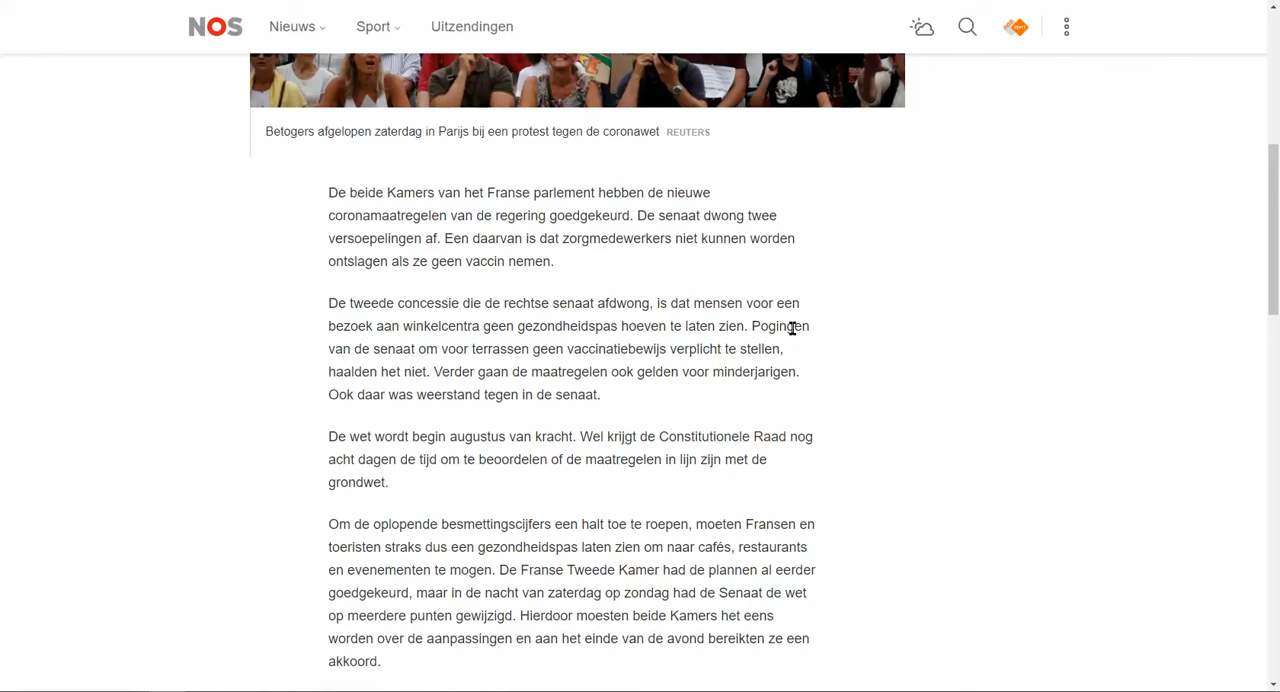 NOS Nieuws Sport Uitzendingen
Betogers afgelopen zaterdag in Parijs bij een protest tegen de coronawet REUTERS
De beide Kamers van het Franse parlement hebben de nieuwe
coronamaatregelen van de regering goedgekeurd. De senaat dwong twee
versoepelingen af. Een daarvan is dat zorgmedewerkers niet kunnen worden
ontslagen als ze geen vaccin nemen.
De tweede concessie die de rechtse senaat afdwong, is dat mensen voor een
bezoek aan winkelcentra geen gezondheidspas hoeven te laten zien. Pogingen
van de senaat om voor terrassen geen vaccinatiebewijs verplicht te stellen,
haalden het niet. Verder gaan de maatregelen ook gelden voor minderjarigen.
Ook daar was weerstand tegen in de senaat.
De wet wordt begin augustus van kracht. Wel krijgt de Constitutionele Raad nog
acht dagen de tijd om te beoordelen of de maatregelen in lijn zijn met de
grondwet.
Om de oplopende besmettingscijfers een halt toe te roepen, moeten Fransen en
toeristen straks dus een gezondheidspas laten zien om naar cafés, restaurants
en evenementen te mogen. De Franse Tweede Kamer had de plannen al eerder
goedgekeurd, maar in de nacht van zaterdag op zondag had de Senaat de wet
op meerdere punten gewijzigd. Hierdoor moesten beide Kamers het eens
worden over de aanpassingen en aan het einde van de avond bereikten ze een
akkoord.